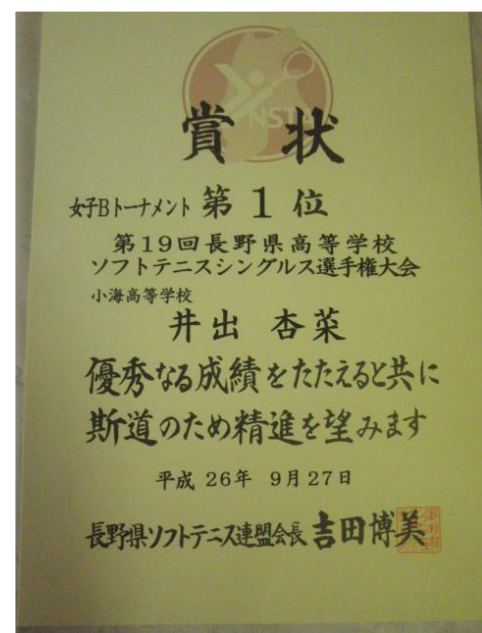 NST
賞 状
女子Bトーナメント 第 1 位
第19回長野県高等学校
ソフトテニスシングルス選手権大会
小海高等学校
井出 杏菜
優秀なる成績をたたえると共に
斯道のため精進を望みます
平成 26年 9月27日
長野県ソフトテニス連盟会長 吉田博美